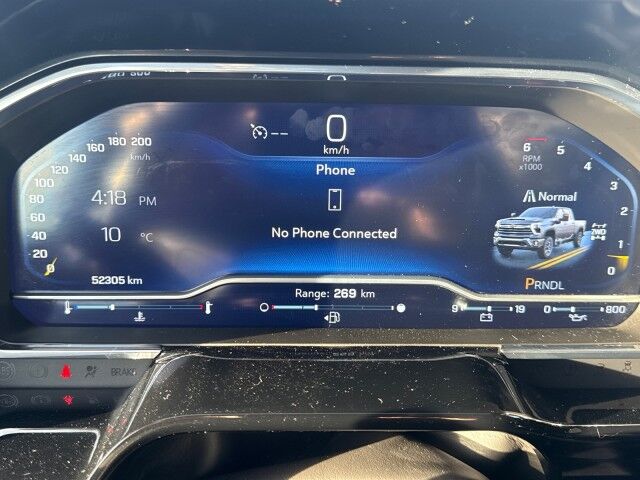 0
km/h
Phone
No Phone Connected
20
40
60
80
100
120
140
160
180
200
km/h
4:18 PM
10 °C
52305 km
6
5
4
3
2
1
0
RPM
x1000
Normal
2WD
PRNDL
Range: 269 km
9
19
0
800
BRAKE